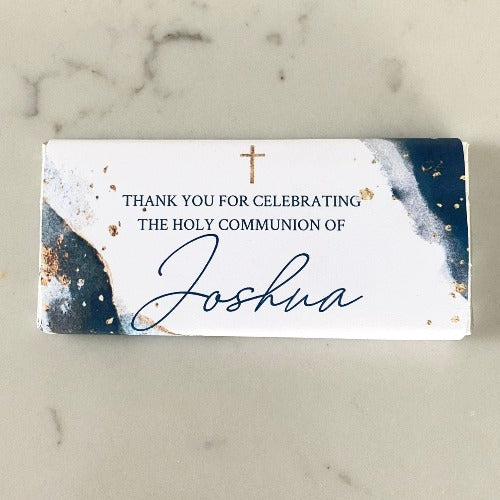 THANK YOU FOR CELEBRATING
THE HOLY COMMUNION OF
Joshua